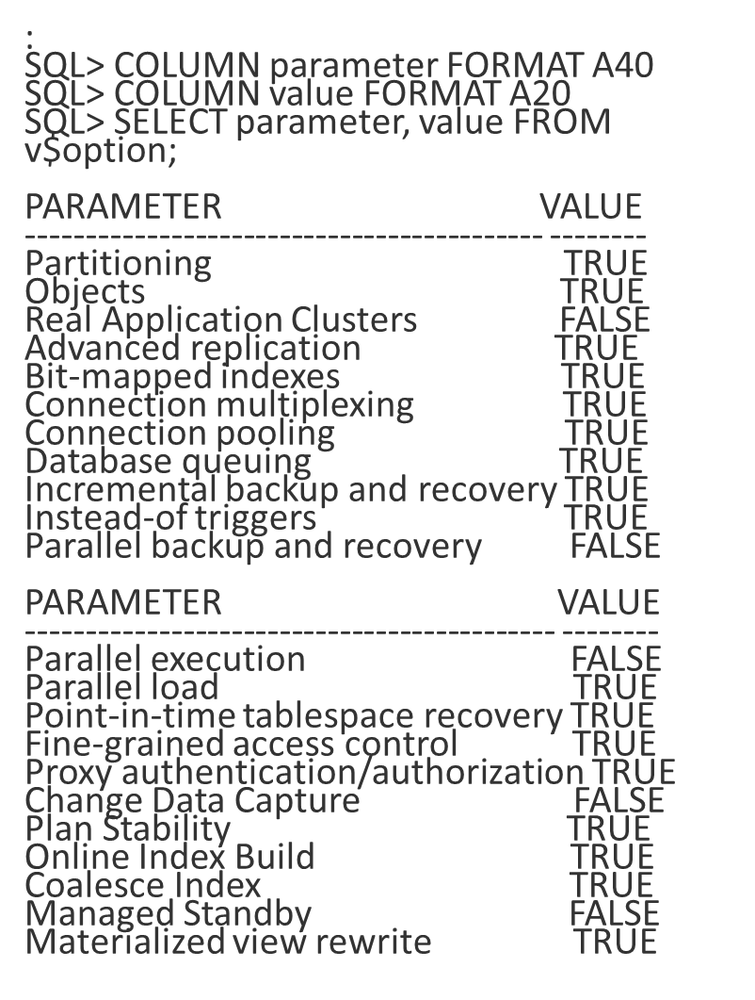 :
SQL> COLUMN parameter FORMAT A40
SQL> COLUMN value FORMAT A20
SQL> SELECT parameter, value FROM
v$option;
PARAMETER VALUE
------------------------------------------- --------
Partitioning TRUE
Objects TRUE
Real Application Clusters FALSE
Advanced replication TRUE
Bit-mapped indexes TRUE
Connection multiplexing TRUE
Connection pooling TRUE
Database queuing TRUE
Incremental backup and recovery TRUE
Instead-of triggers TRUE
Parallel backup and recovery FALSE
PARAMETER VALUE
-------------------------------------------- --------
Parallel execution FALSE
Parallel load TRUE
Point-in-time tablespace recovery TRUE
Fine-grained access control TRUE
Proxy authentication/authorization TRUE
Change Data Capture FALSE
Plan Stability TRUE
Online Index Build TRUE
Coalesce Index TRUE
Managed Standby FALSE
Materialized view rewrite TRUE